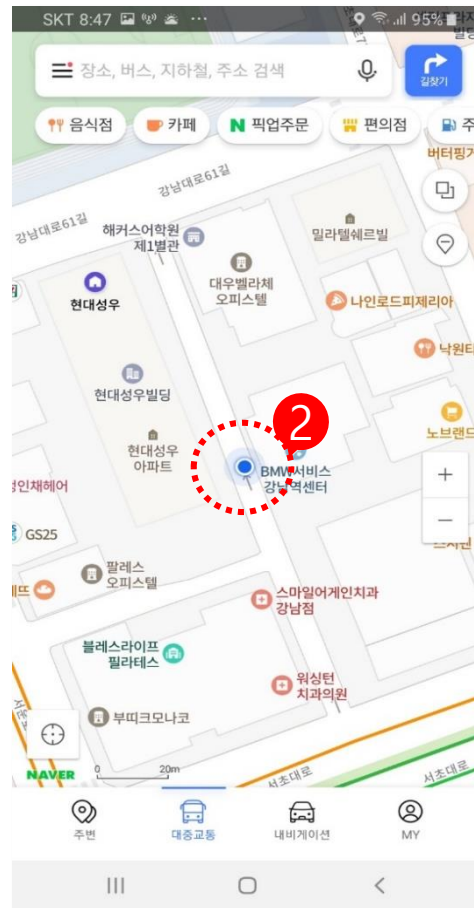 SKT 8:47
95%
장소, 버스, 지하철, 주소 검색
길찾기
음식점
카페
N 픽업주문
편의점
주
버터핑거
강남대로61길
강남대로61길
해커스어학원
제1별관
밀라텔쉐르빌
대우벨라체
오피스텔
현대성우
나인로드피제리아
낙원타
현대성우빌딩
노브랜드
2
현대성우
아파트
BMW서비스
강남역센터
정인채헤어
GS25
팔레스
오피스텔
스마일어게인치과
강남점
블레스라이프
필라테스
워싱턴
치과의원
부띠크모나코
NAVER
0
20m
서초대로
서초대로
주변
대중교통
내비게이션
MY